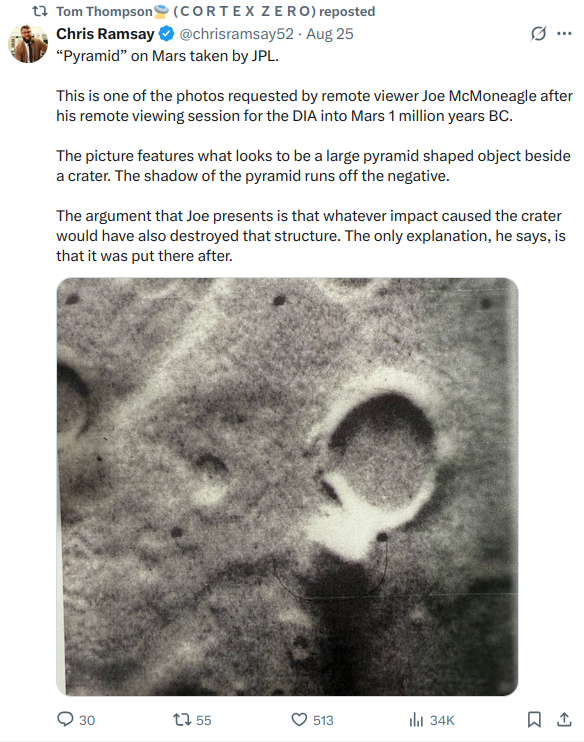 Tom Thompson🛸 ( C O R T E X  Z E R O ) reposted
Chris Ramsay @chrisramsay52 · Aug 25
“Pyramid” on Mars taken by JPL.
This is one of the photos requested by remote viewer Joe McMoneagle after
his remote viewing session for the DIA into Mars 1 million years BC.
The picture features what looks to be a large pyramid shaped object beside
a crater. The shadow of the pyramid runs off the negative.
The argument that Joe presents is that whatever impact caused the crater
would have also destroyed that structure. The only explanation, he says, is
that it was put there after.
30 55 513 34K